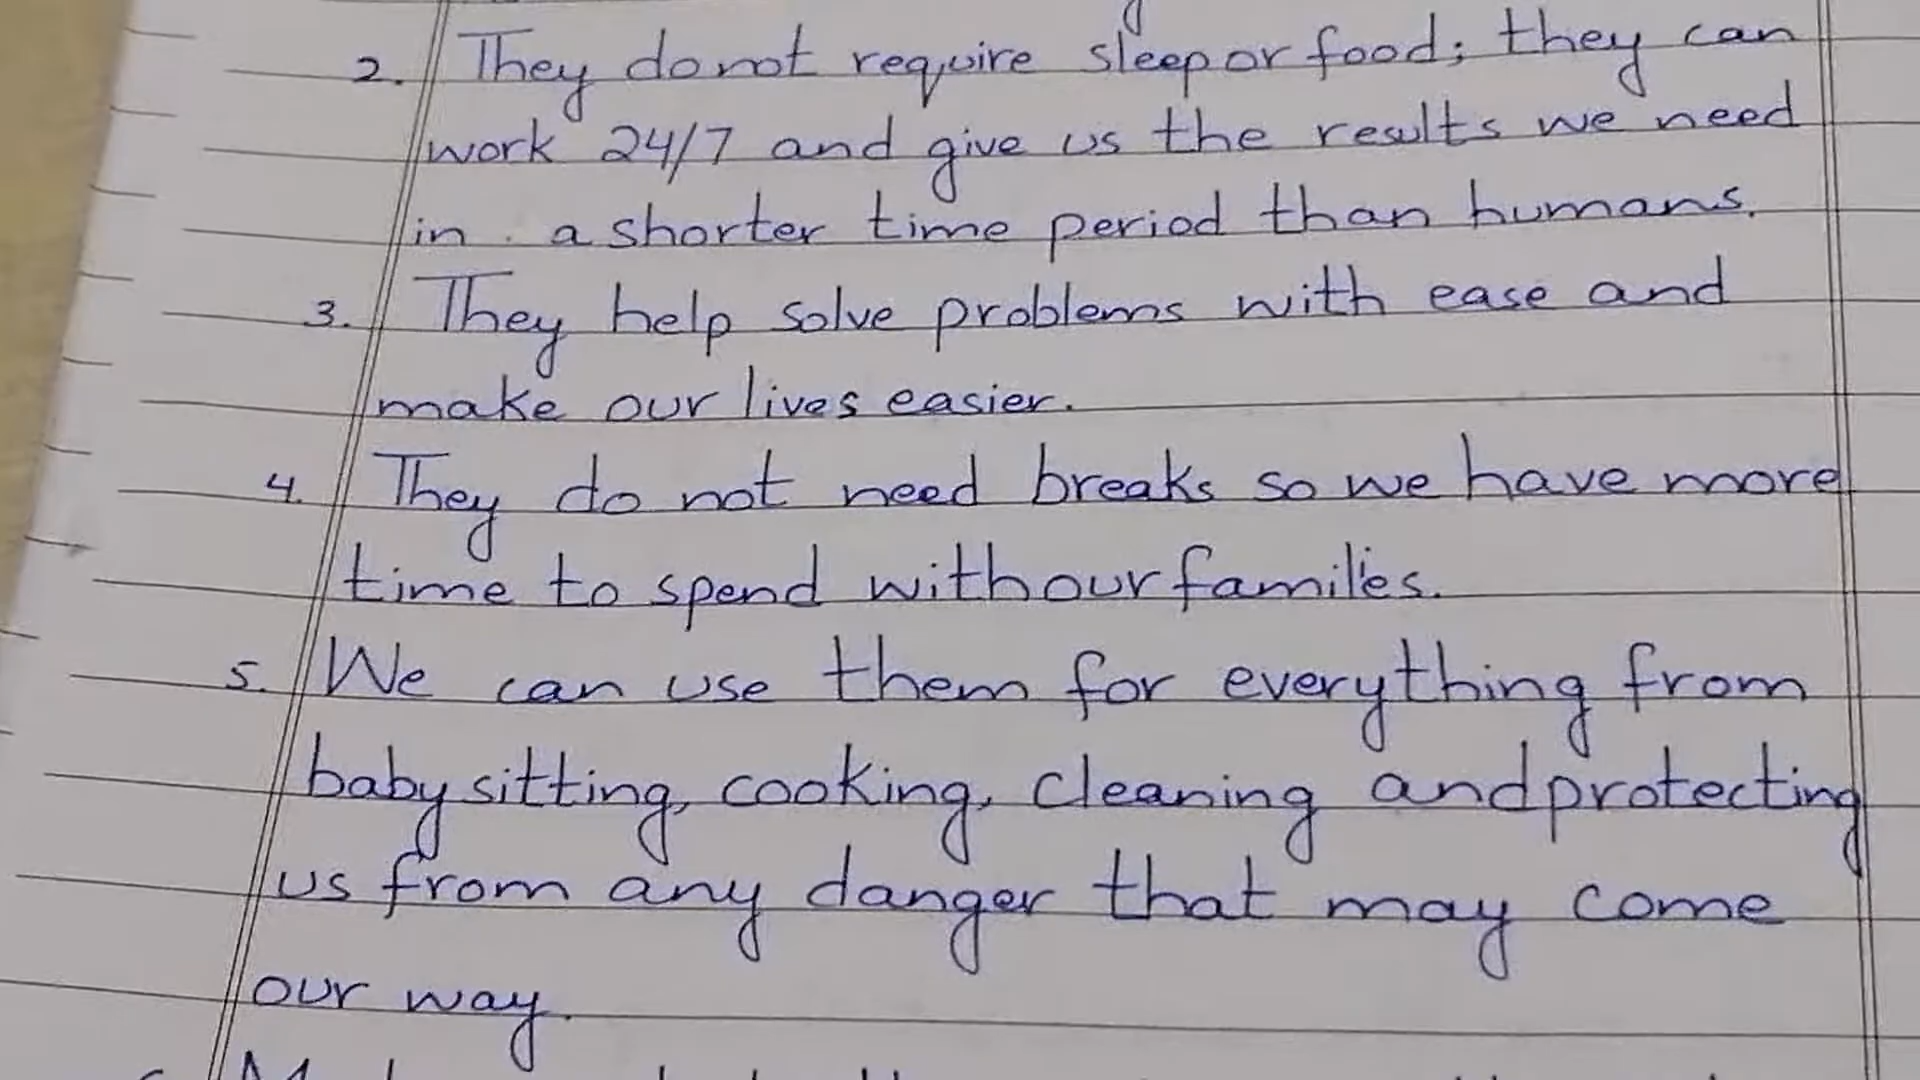 2. They do not require sleep or food; they can
work 24/7 and give us the results we need
in a shorter time period than humans.
3. They help solve problems with ease and
make our lives easier.
4. They do not need breaks so we have more
time to spend with our families.
5. We can use them for everything from
babysitting, cooking, cleaning and protecting
us from any danger that may come
our way.